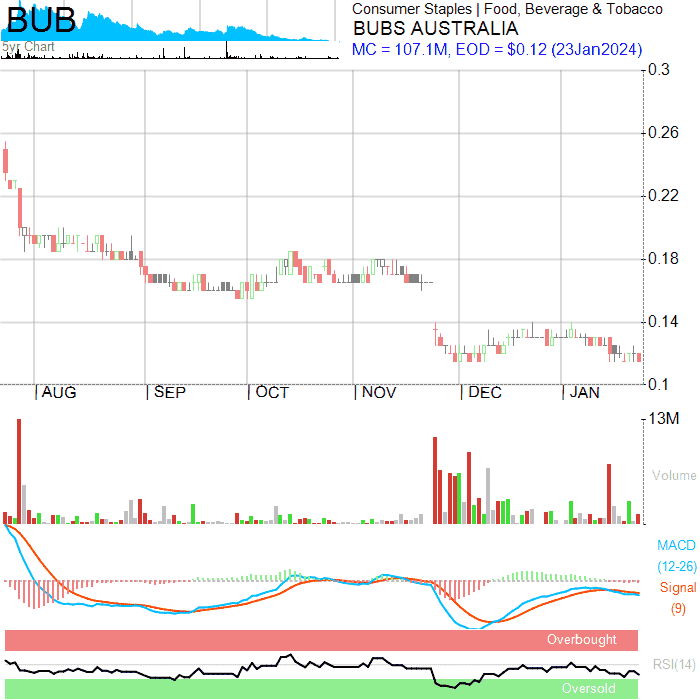 BUB
5yr Chart
Consumer Staples | Food, Beverage & Tobacco
BUBS AUSTRALIA
MC = 107.1M, EOD = $0.12 (23Jan2024)
0.3
0.26
0.22
0.18
0.14
0.1
AUG SEP OCT NOV DEC JAN
13M
Volume
MACD
(12-26)
Signal
(9)
Overbought
RSI(14)
Oversold